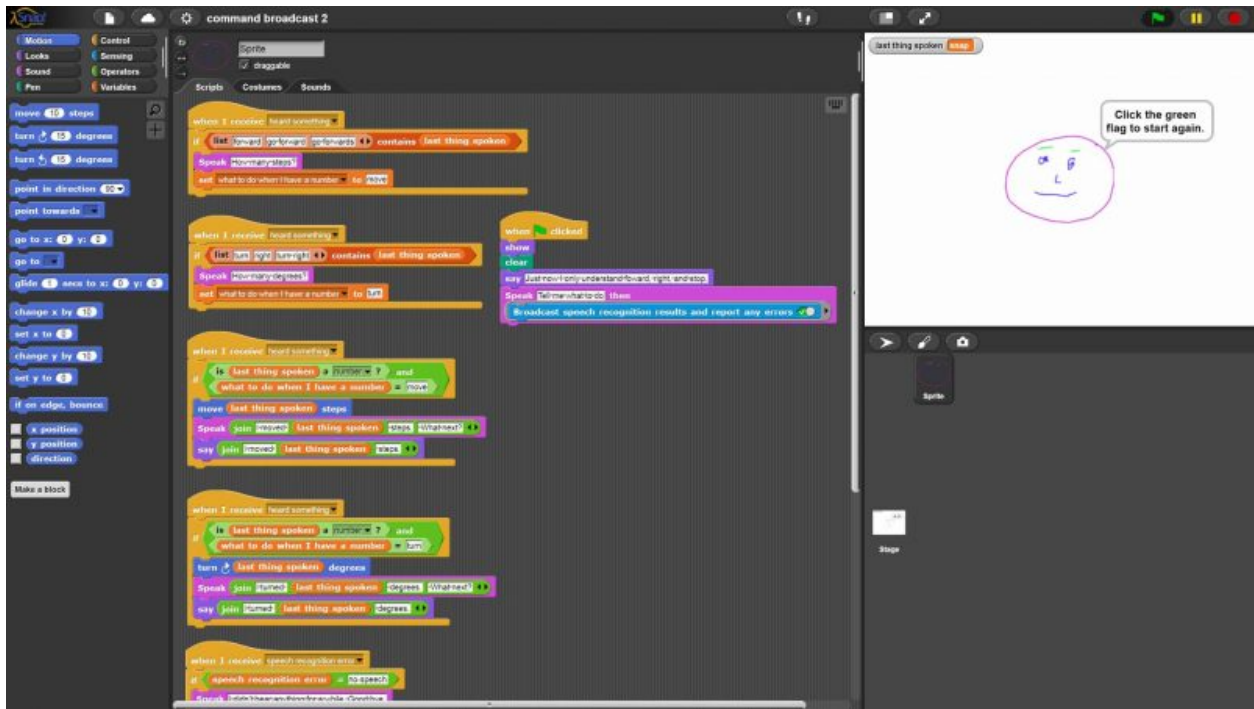 Snap!
command broadcast 2
Motion Control
Looks Sensing
Sound Operators
Pen Variables
move 10 steps
turn 15 degrees
turn 15 degrees
point in direction 90
point towards
go to x: 0 y: 0
go to
glide 1 secs to x: 0 y: 0
change x by 10
set x to 0
change y by 10
set y to 0
if on edge, bounce
x position
y position
direction
Make a block
Sprite
draggable
Scripts Costumes Sounds
when I receive heard something
if list forward go forward go forwards contains last thing spoken
Speak How many steps?
set what to do when I have a number to move
when I receive heard something
if list turn right turn right contains last thing spoken
Speak How many degrees?
set what to do when I have a number to turn
when I receive heard something
if is last thing spoken a number ? and
what to do when I have a number = move
move last thing spoken steps
Speak join I moved last thing spoken steps. What next?
say join I moved last thing spoken steps.
when I receive heard something
if is last thing spoken a number ? and
what to do when I have a number = turn
turn last thing spoken degrees
Speak join I turned last thing spoken degrees. What next?
say join I turned last thing spoken degrees.
when I receive speech recognition error
if speech recognition error = no-speech
Speak I didn't hear anything for a while. Goodbye.
when clicked
show
clear
say Just now I only understand foward, right, and stop.
Speak Tell me what to do then
Broadcast speech recognition results and report any errors
last thing spoken snap
Click the green
flag to start again.
Sprite
Stage